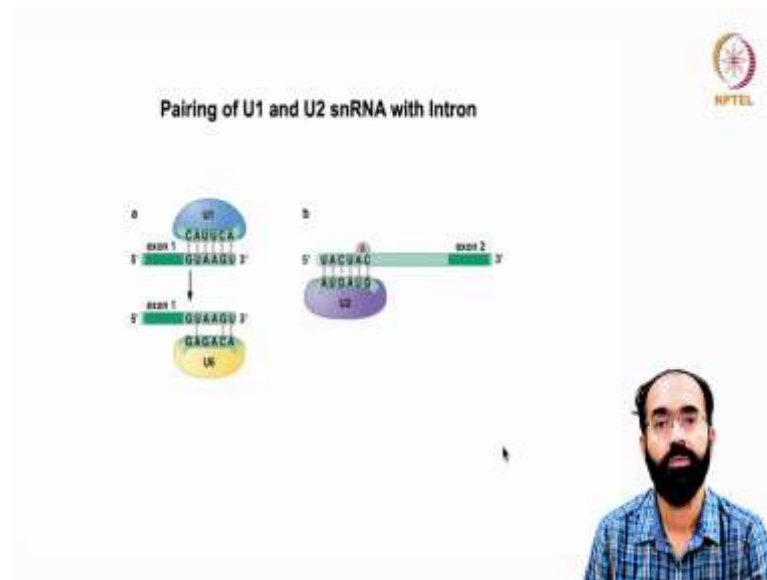 NPTEL
Pairing of U1 and U2 snRNA with Intron
a
U1
CAUUCA
exon 1
5' GUAAGU 3'
exon 1
5' GUAAGU 3'
GAGACA
U6
b
A
exon 2
5' UACUAC 3'
AUGAUG
U2